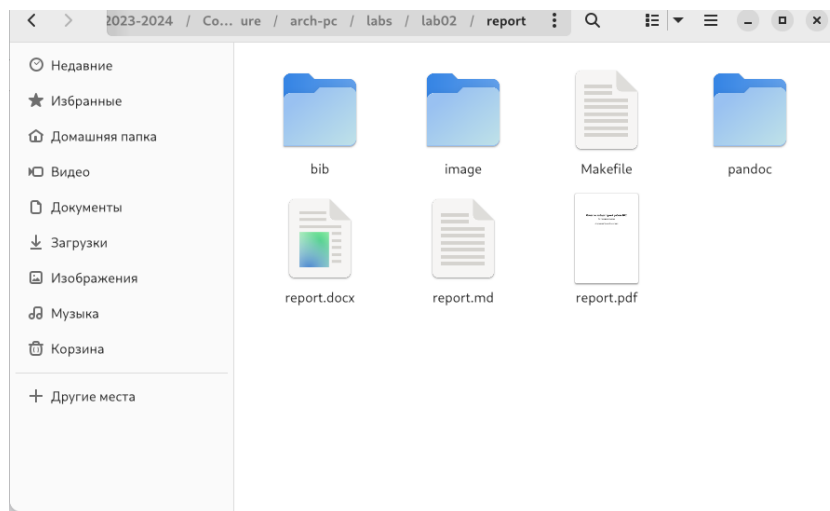 2023-2024 / Co... ure / arch-pc / labs / lab02 / report
Недавние
Избранные
Домашняя папка
Видео
Документы
Загрузки
Изображения
Музыка
Корзина
Другие места
bib image Makefile pandoc
report.docx report.md report.pdf